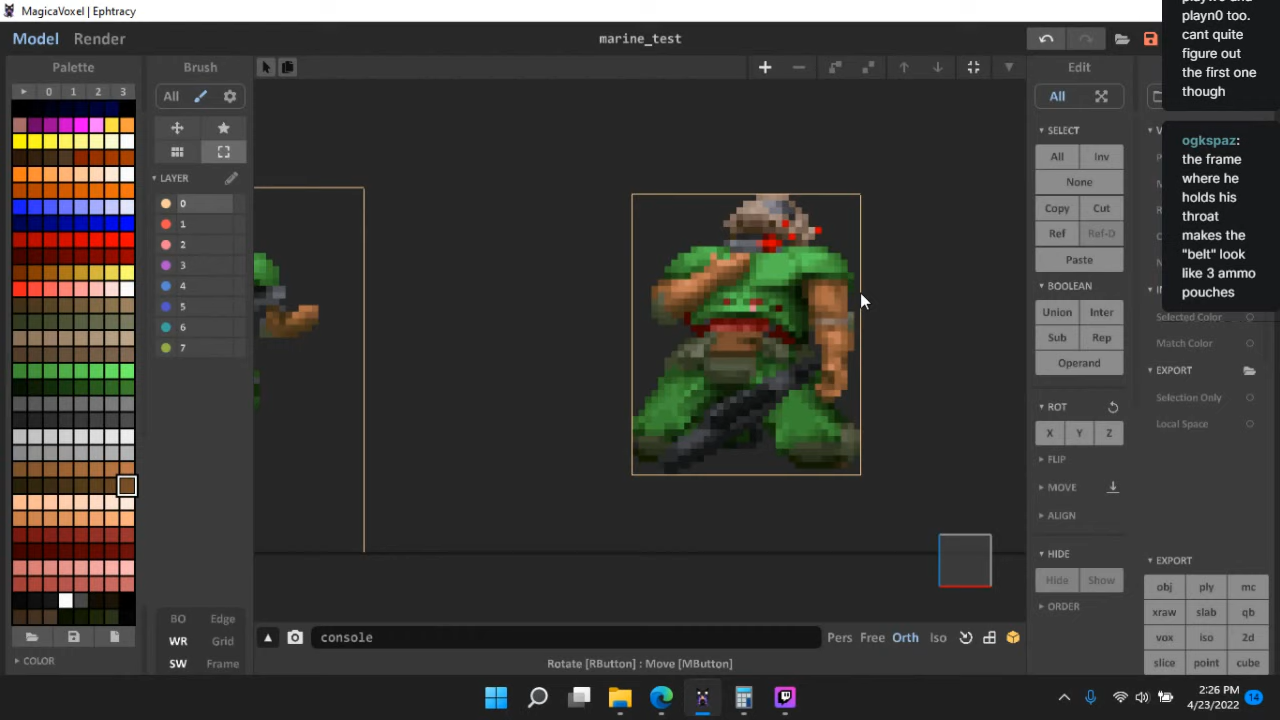 MagicaVoxel | Ephtracy
Model Render
marine_test
playn0 too.
cant quite
figure out
the first one
though
ogkspaz:
the frame
where he
holds his
throat
makes the
"belt" look
like 3 ammo
pouches
Palette
0 1 2 3
COLOR
Brush
All
LAYER
0
1
2
3
4
5
6
7
BO Edge
WR Grid
SW Frame
console
Pers Free Orth Iso
Rotate [RButton] : Move [MButton]
Edit
All
SELECT
All Inv
None
Copy Cut
Ref Ref-D
Paste
BOOLEAN
Union Inter
Sub Rep
Operand
ROT
X Y Z
FLIP
MOVE
ALIGN
HIDE
Hide Show
ORDER
Selected Color
Match Color
EXPORT
Selection Only
Local Space
EXPORT
obj ply mc
xraw slab qb
vox iso 2d
slice point cube
2:26 PM
4/23/2022
14